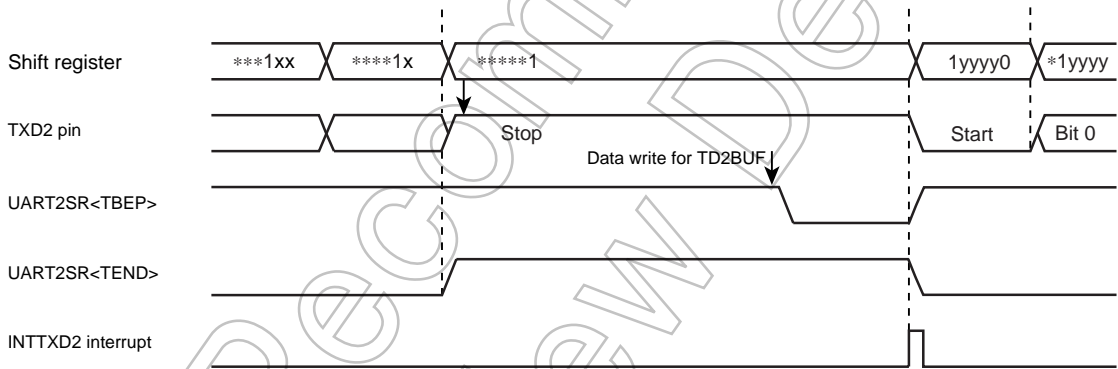 Shift register ***1xx ****1x *****1 1yyyy0 *1yyyy
TXD2 pin Stop Start Bit 0
Data write for TD2BUF
UART2SR<TBEP>
UART2SR<TEND>
INTTXD2 interrupt